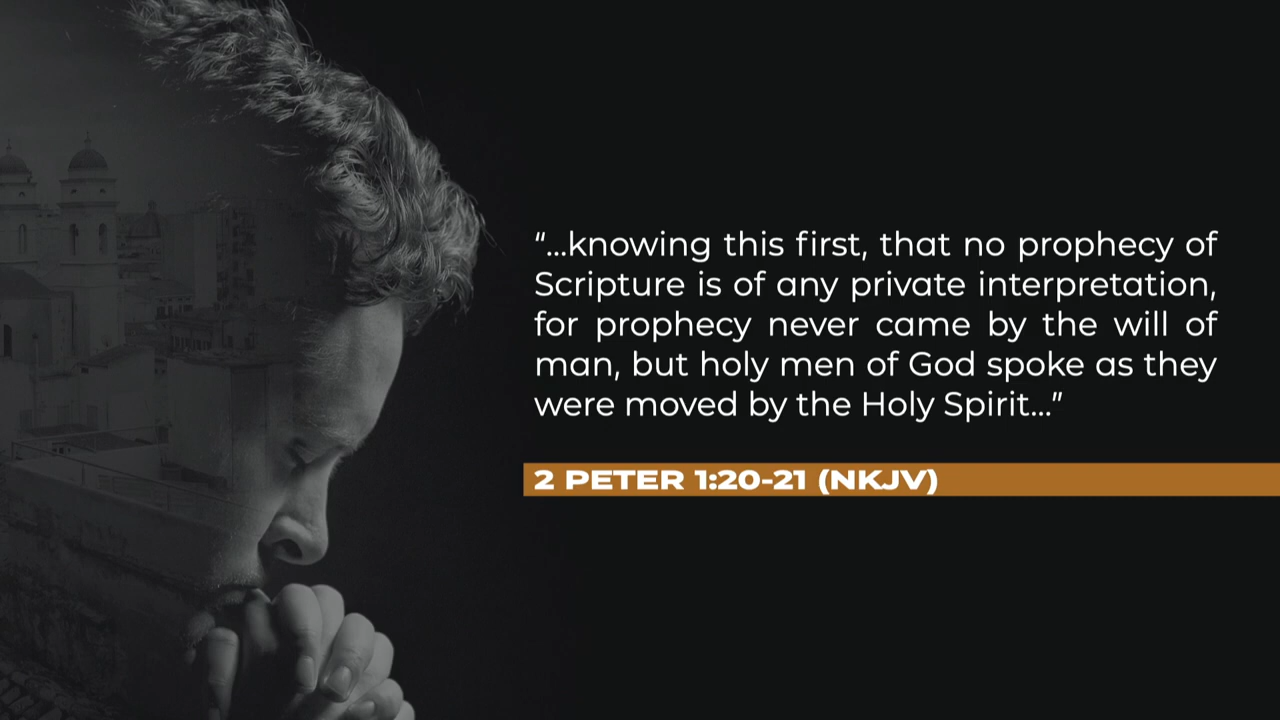 “...knowing this first, that no prophecy of
Scripture is of any private interpretation,
for prophecy never came by the will of
man, but holy men of God spoke as they
were moved by the Holy Spirit...”
2 PETER 1:20-21 (NKJV)